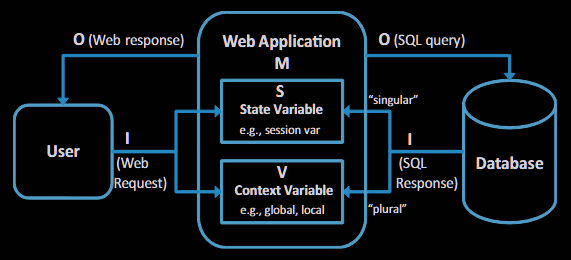 O (Web response)
Web Application
M
O (SQL query)
S
State Variable
e.g., session var
"singular"
User
I
(Web
Request)
I
(SQL
Response)
Database
V
Context Variable
e.g., global, local
"plural"